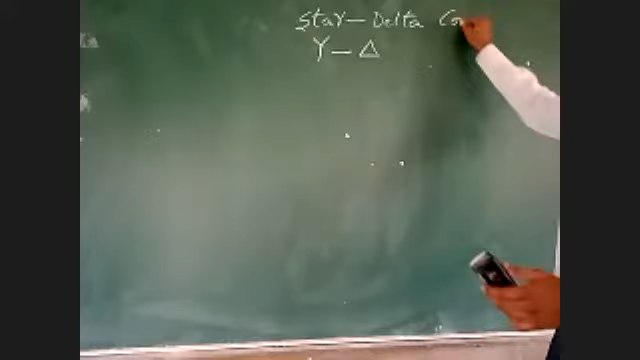 Star – Delta Co
Y – Δ